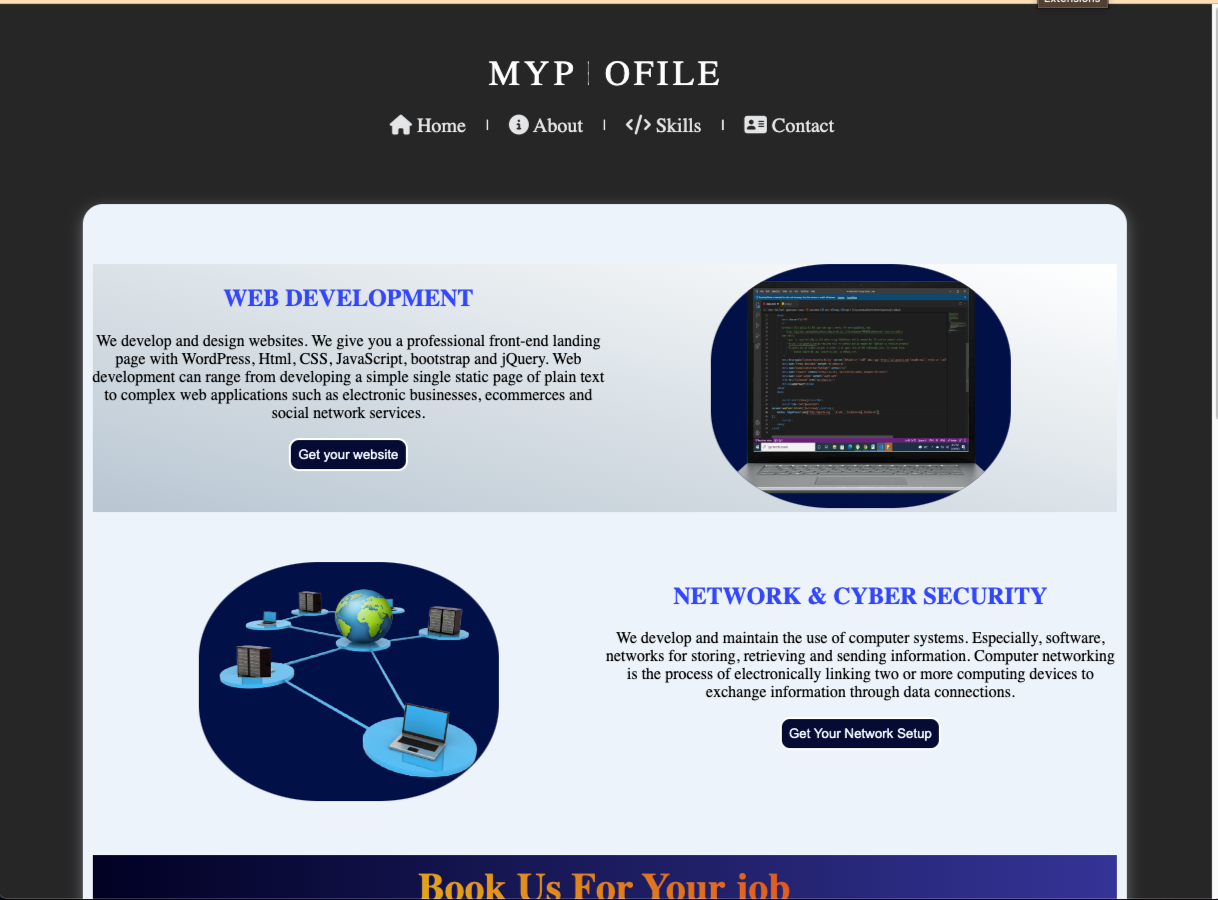 Extensions
MYP OFILE
Home | About | Skills | Contact
WEB DEVELOPMENT
We develop and design websites. We give you a professional front-end landing
page with WordPress, Html, CSS, JavaScript, bootstrap and jQuery. Web
development can range from developing a simple single static page of plain text
to complex web applications such as electronic businesses, ecommerces and
social network services.
Get your website
NETWORK & CYBER SECURITY
We develop and maintain the use of computer systems. Especially, software,
networks for storing, retrieving and sending information. Computer networking
is the process of electronically linking two or more computing devices to
exchange information through data connections.
Get Your Network Setup
Book Us For Your job